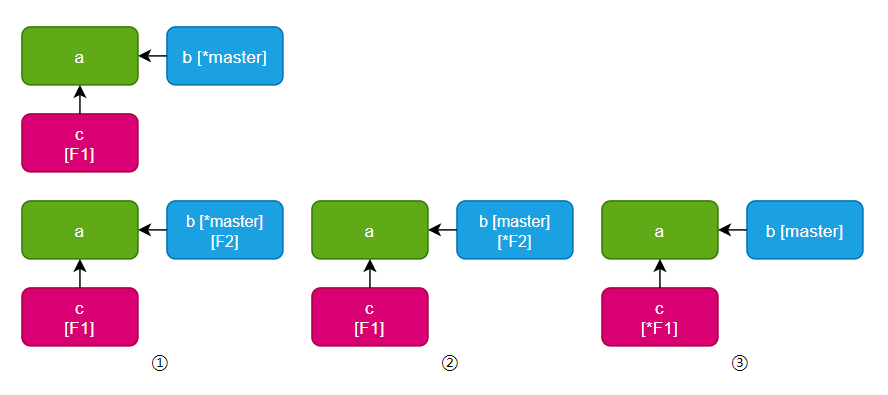 a
b [*master]
c
[F1]
a
b [*master]
[F2]
a
b [master]
[*F2]
a
b [master]
c
[F1]
c
[F1]
c
[*F1]
①
②
③